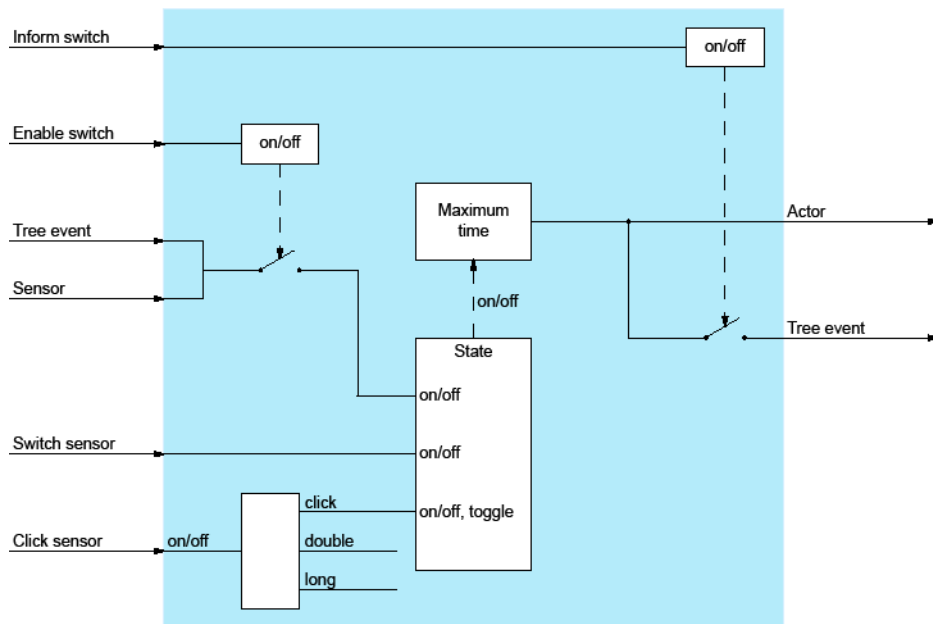 Inform switch
on/off
Enable switch
on/off
Maximum
time
Actor
Tree event
Sensor
on/off
Tree event
State
on/off
Switch sensor
on/off
click
on/off, toggle
Click sensor
on/off
double
long